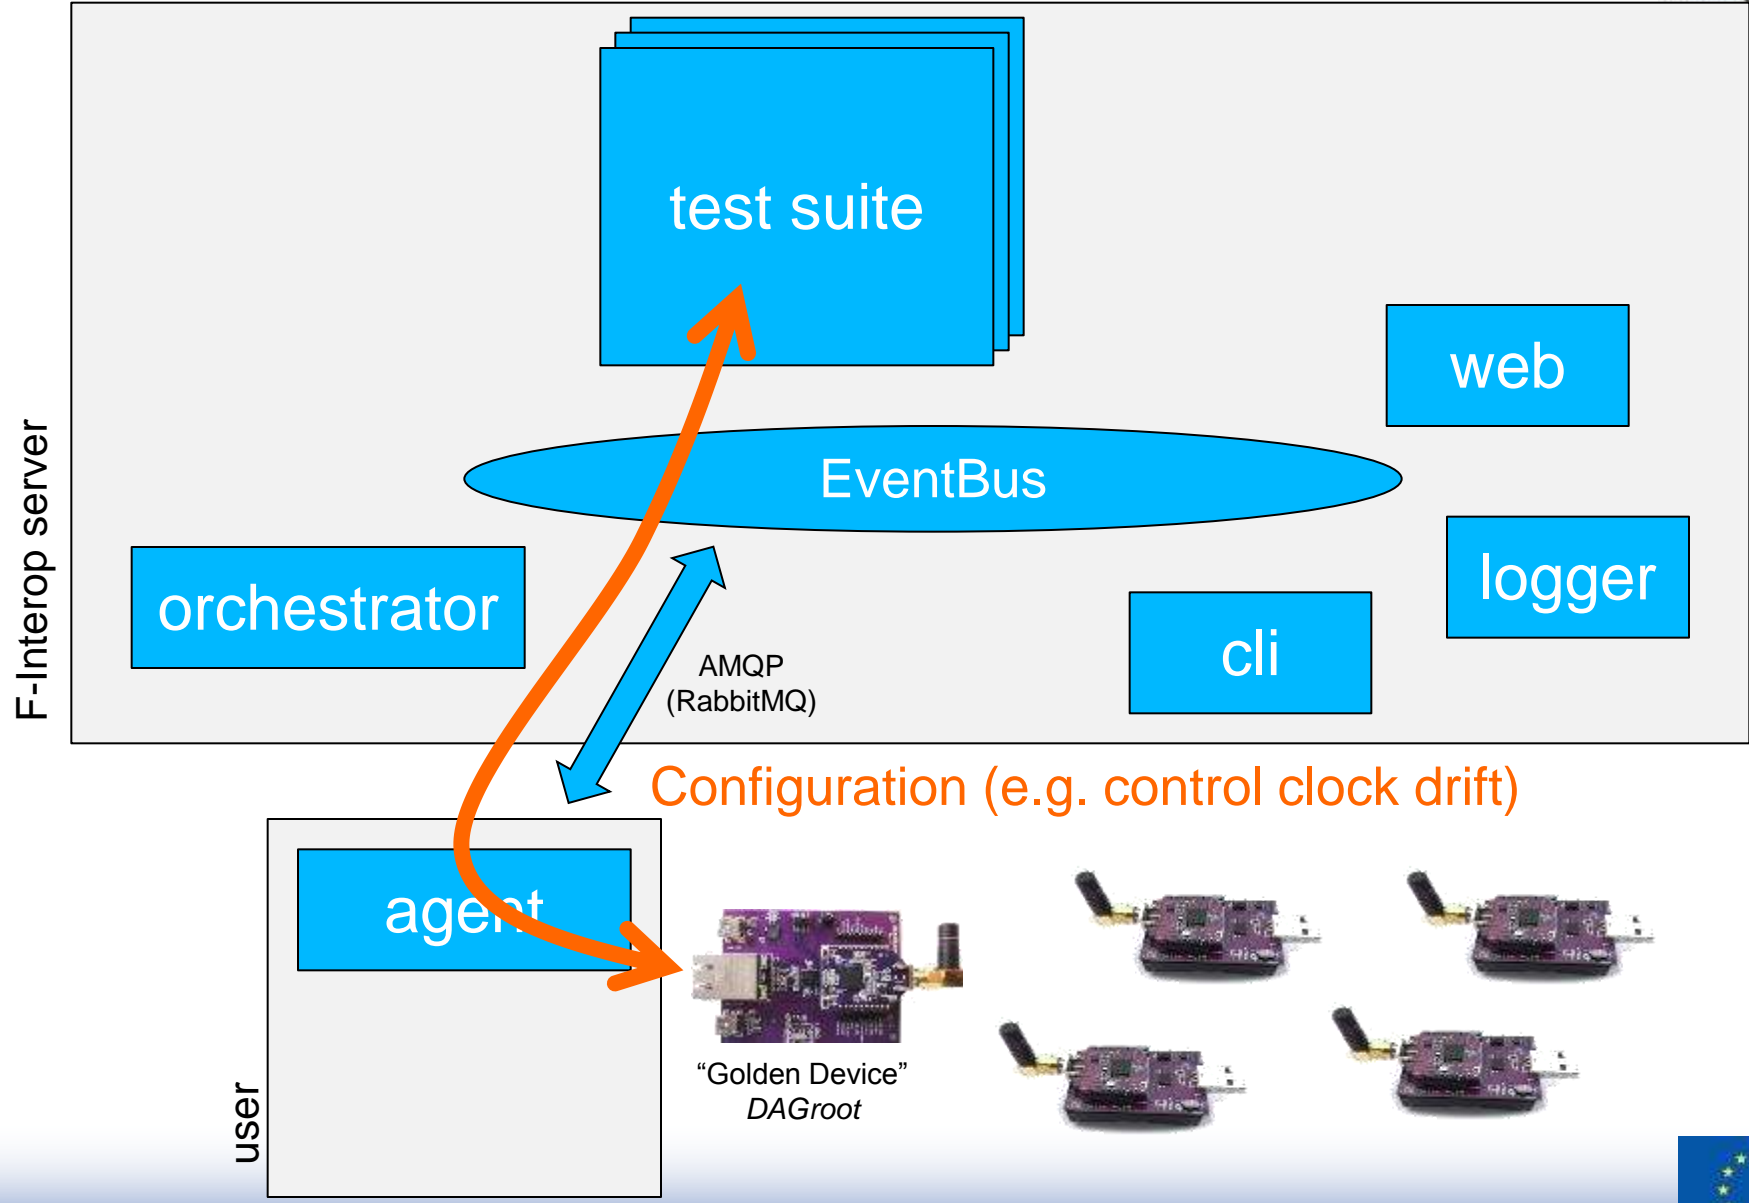 test suite
web
EventBus
F-Interop server
logger
orchestrator
cli
AMQP
(RabbitMQ)
Configuration (e.g. control clock drift)
agent
user
“Golden Device”
DAGroot